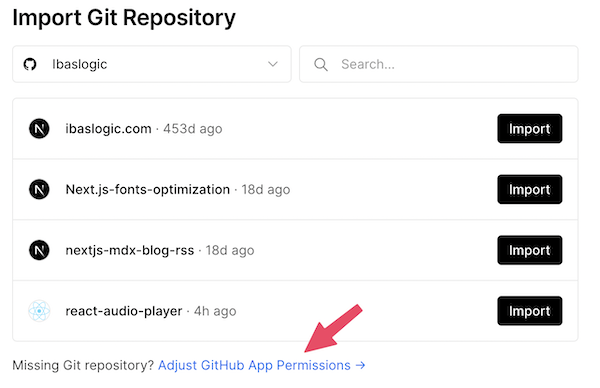 Import Git Repository
Ibaslogic
Search...
ibaslogic.com · 453d ago
Import
Next.js-fonts-optimization · 18d ago
Import
nextjs-mdx-blog-rss · 18d ago
Import
react-audio-player · 4h ago
Import
Missing Git repository? Adjust GitHub App Permissions →